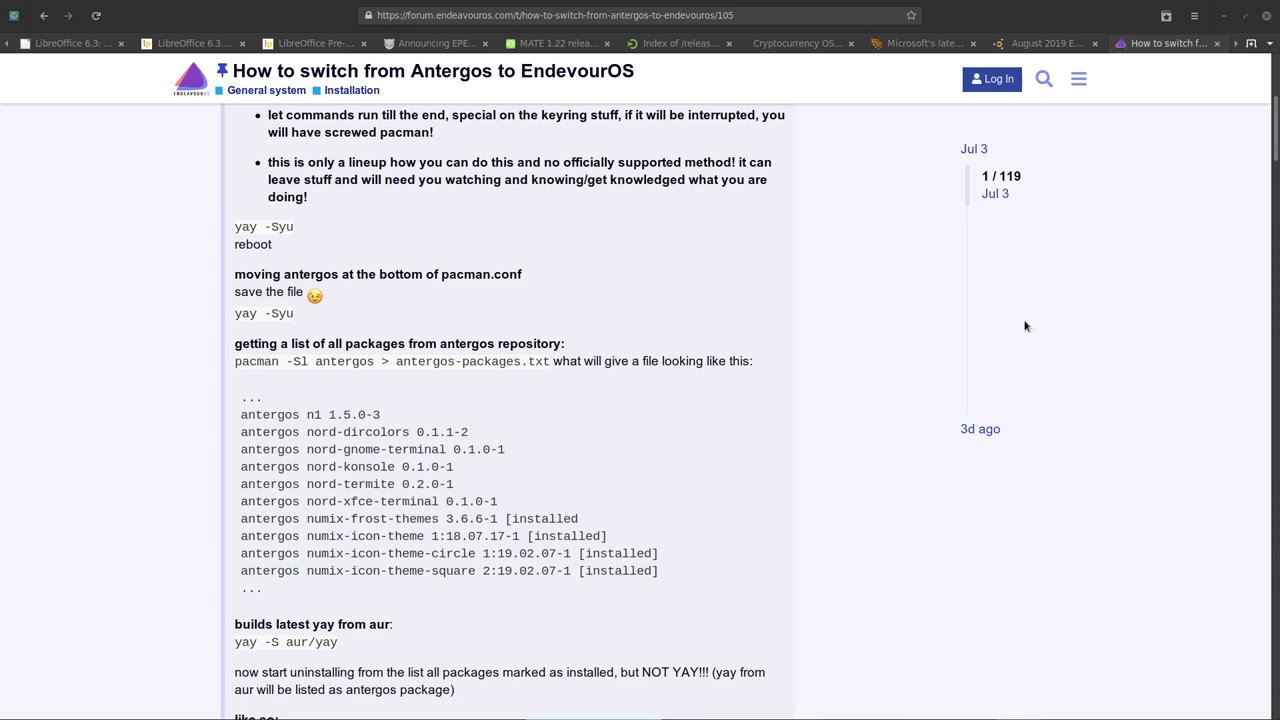 https://forum.endeavouros.com/t/how-to-switch-from-antergos-to-endevouros/105
LibreOffice 6.3: ...
LibreOffice 6.3....
LibreOffice Pre-...
Announcing EPE...
MATE 1.22 relea...
Index of /releas...
Cryptocurrency OS...
Microsoft's late...
August 2019 E...
How to switch f...
ENDEAVOUROS
How to switch from Antergos to EndevourOS
General system Installation
Log In
let commands run till the end, special on the keyring stuff, if it will be interrupted, you
will have screwed pacman!
this is only a lineup how you can do this and no officially supported method! it can
leave stuff and will need you watching and knowing/get knowledged what you are
doing!
yay -Syu
reboot
moving antergos at the bottom of pacman.conf
save the file
yay -Syu
getting a list of all packages from antergos repository:
pacman -Sl antergos > antergos-packages.txt what will give a file looking like this:
...
antergos n1 1.5.0-3
antergos nord-dircolors 0.1.1-2
antergos nord-gnome-terminal 0.1.0-1
antergos nord-konsole 0.1.0-1
antergos nord-termite 0.2.0-1
antergos nord-xfce-terminal 0.1.0-1
antergos numix-frost-themes 3.6.6-1 [installed
antergos numix-icon-theme 1:18.07.17-1 [installed]
antergos numix-icon-theme-circle 1:19.02.07-1 [installed]
antergos numix-icon-theme-square 2:19.02.07-1 [installed]
...
builds latest yay from aur:
yay -S aur/yay
now start uninstalling from the list all packages marked as installed, but NOT YAY!!! (yay from
aur will be listed as antergos package)
like so:
Jul 3
1 / 119
Jul 3
3d ago